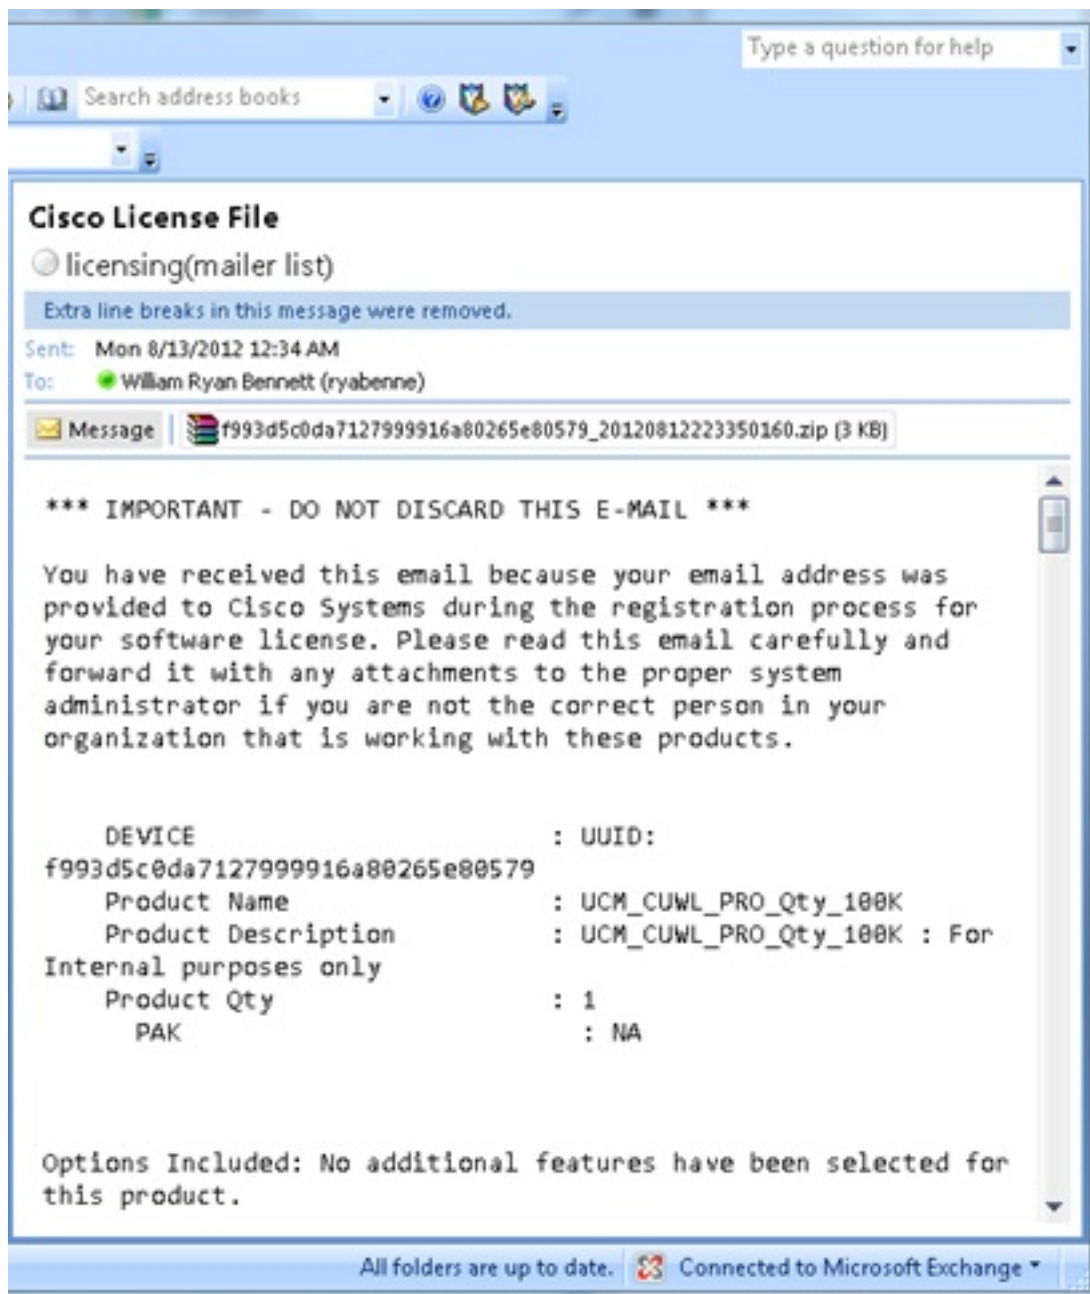 Type a question for help
Search address books
Cisco License File
licensing(mailer list)
Extra line breaks in this message were removed.
Sent: Mon 8/13/2012 12:34 AM
To: William Ryan Bennett (ryabenne)
Message f993d5c0da7127999916a80265e80579_20120812223350160.zip (3 KB)
*** IMPORTANT - DO NOT DISCARD THIS E-MAIL ***
You have received this email because your email address was
provided to Cisco Systems during the registration process for
your software license. Please read this email carefully and
forward it with any attachments to the proper system
administrator if you are not the correct person in your
organization that is working with these products.
DEVICE : UUID:
f993d5c0da7127999916a80265e80579
Product Name : UCM_CUWL_PRO_Qty_100K
Product Description : UCM_CUWL_PRO_Qty_100K : For
Internal purposes only
Product Qty : 1
PAK : NA
Options Included: No additional features have been selected for
this product.
All folders are up to date. Connected to Microsoft Exchange